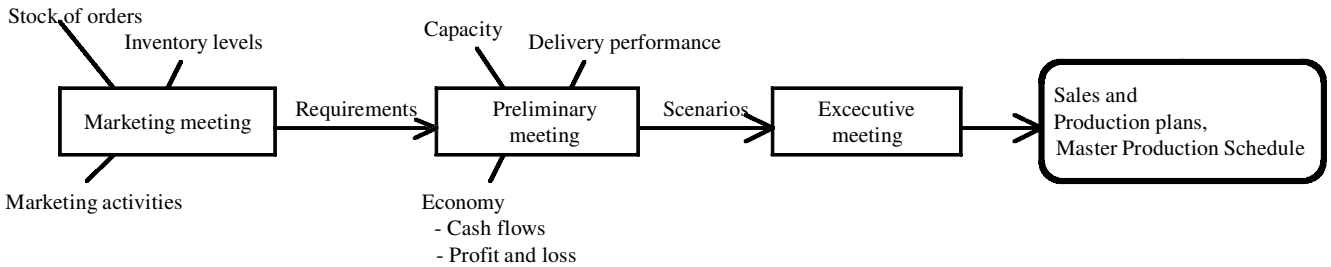 Stock of orders
Inventory levels
Capacity
Delivery performance
Marketing meeting
Requirements
Preliminary
meeting
Scenarios
Excecutive
meeting
Sales and
Production plans,
Master Production Schedule
Marketing activities
Economy
- Cash flows
- Profit and loss